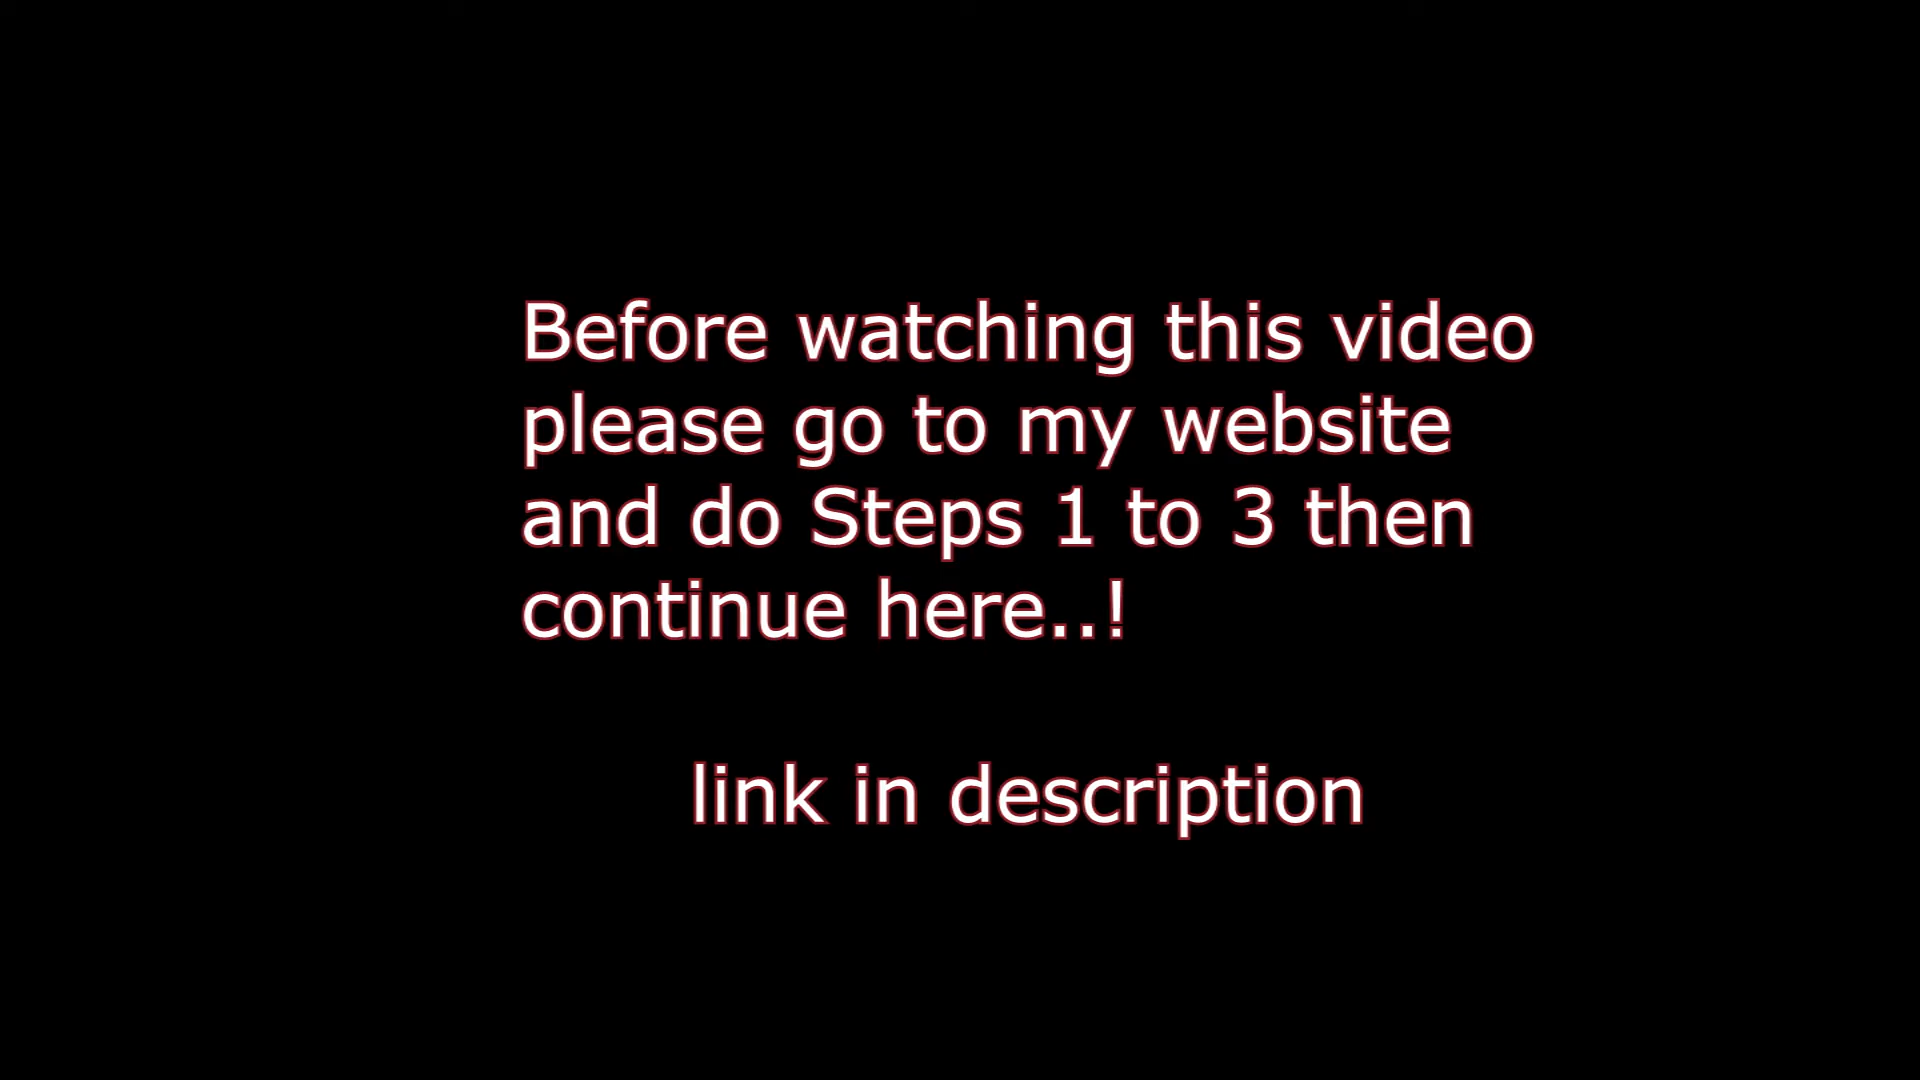 Before watching this video
please go to my website
and do Steps 1 to 3 then
continue here..!
link in description